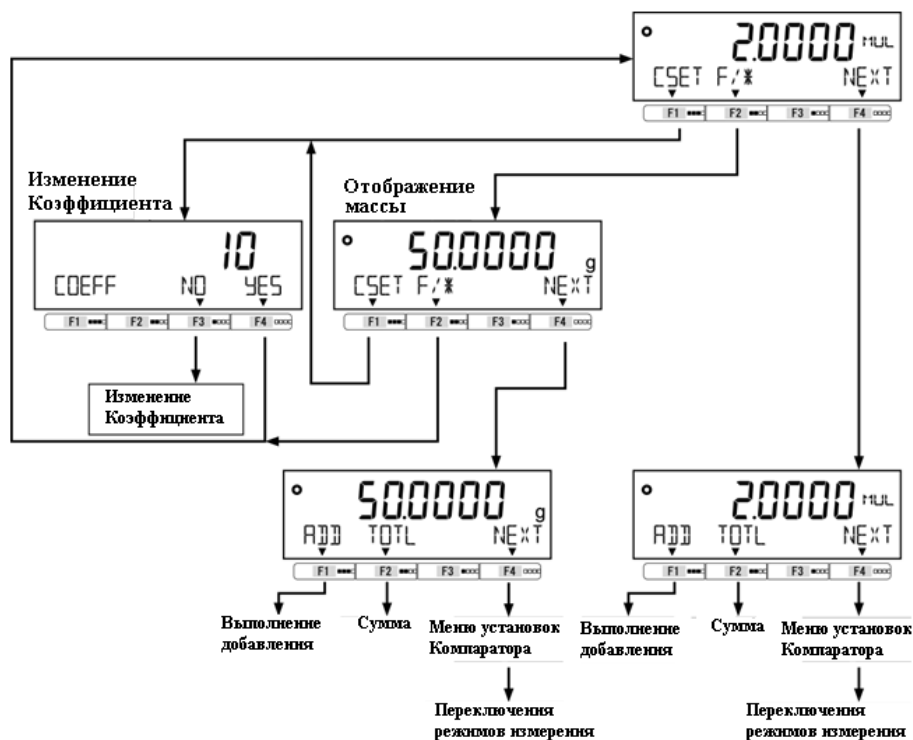 2.0000 MUL
CSET F/* NEXT
F1 F2 F3 F4
Изменение
Коэффициента
10
COEFF NO YES
F1 F2 F3 F4
Отображение
массы
50.0000 g
CSET F/* NEXT
F1 F2 F3 F4
Изменение
Коэффициента
50.0000 g
ADD TOTL NEXT
F1 F2 F3 F4
2.0000 MUL
ADD TOTL NEXT
F1 F2 F3 F4
Выполнение
добавления
Сумма
Меню установок
Компаратора
Переключения
режимов измерения
Выполнение
добавления
Сумма
Меню установок
Компаратора
Переключения
режимов измерения